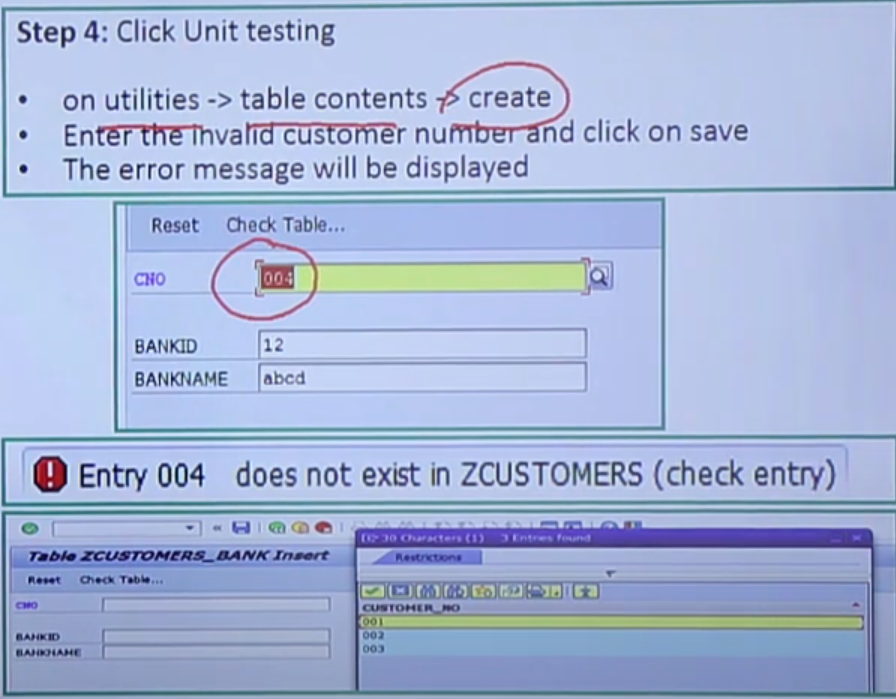 Step 4: Click Unit testing
• on utilities -> table contents -> create
• Enter the invalid customer number and click on save
• The error message will be displayed
Reset Check Table...
CNO 004
BANKID 12
BANKNAME abcd
Entry 004 does not exist in ZCUSTOMERS (check entry)
30 Characters (1) 3 Entries found
Table ZCUSTOMERS_BANK Insert
Restrictions
Reset Check Table...
CNO
CUSTOMER_NO
001
BANKID
002
BANKNAME
003